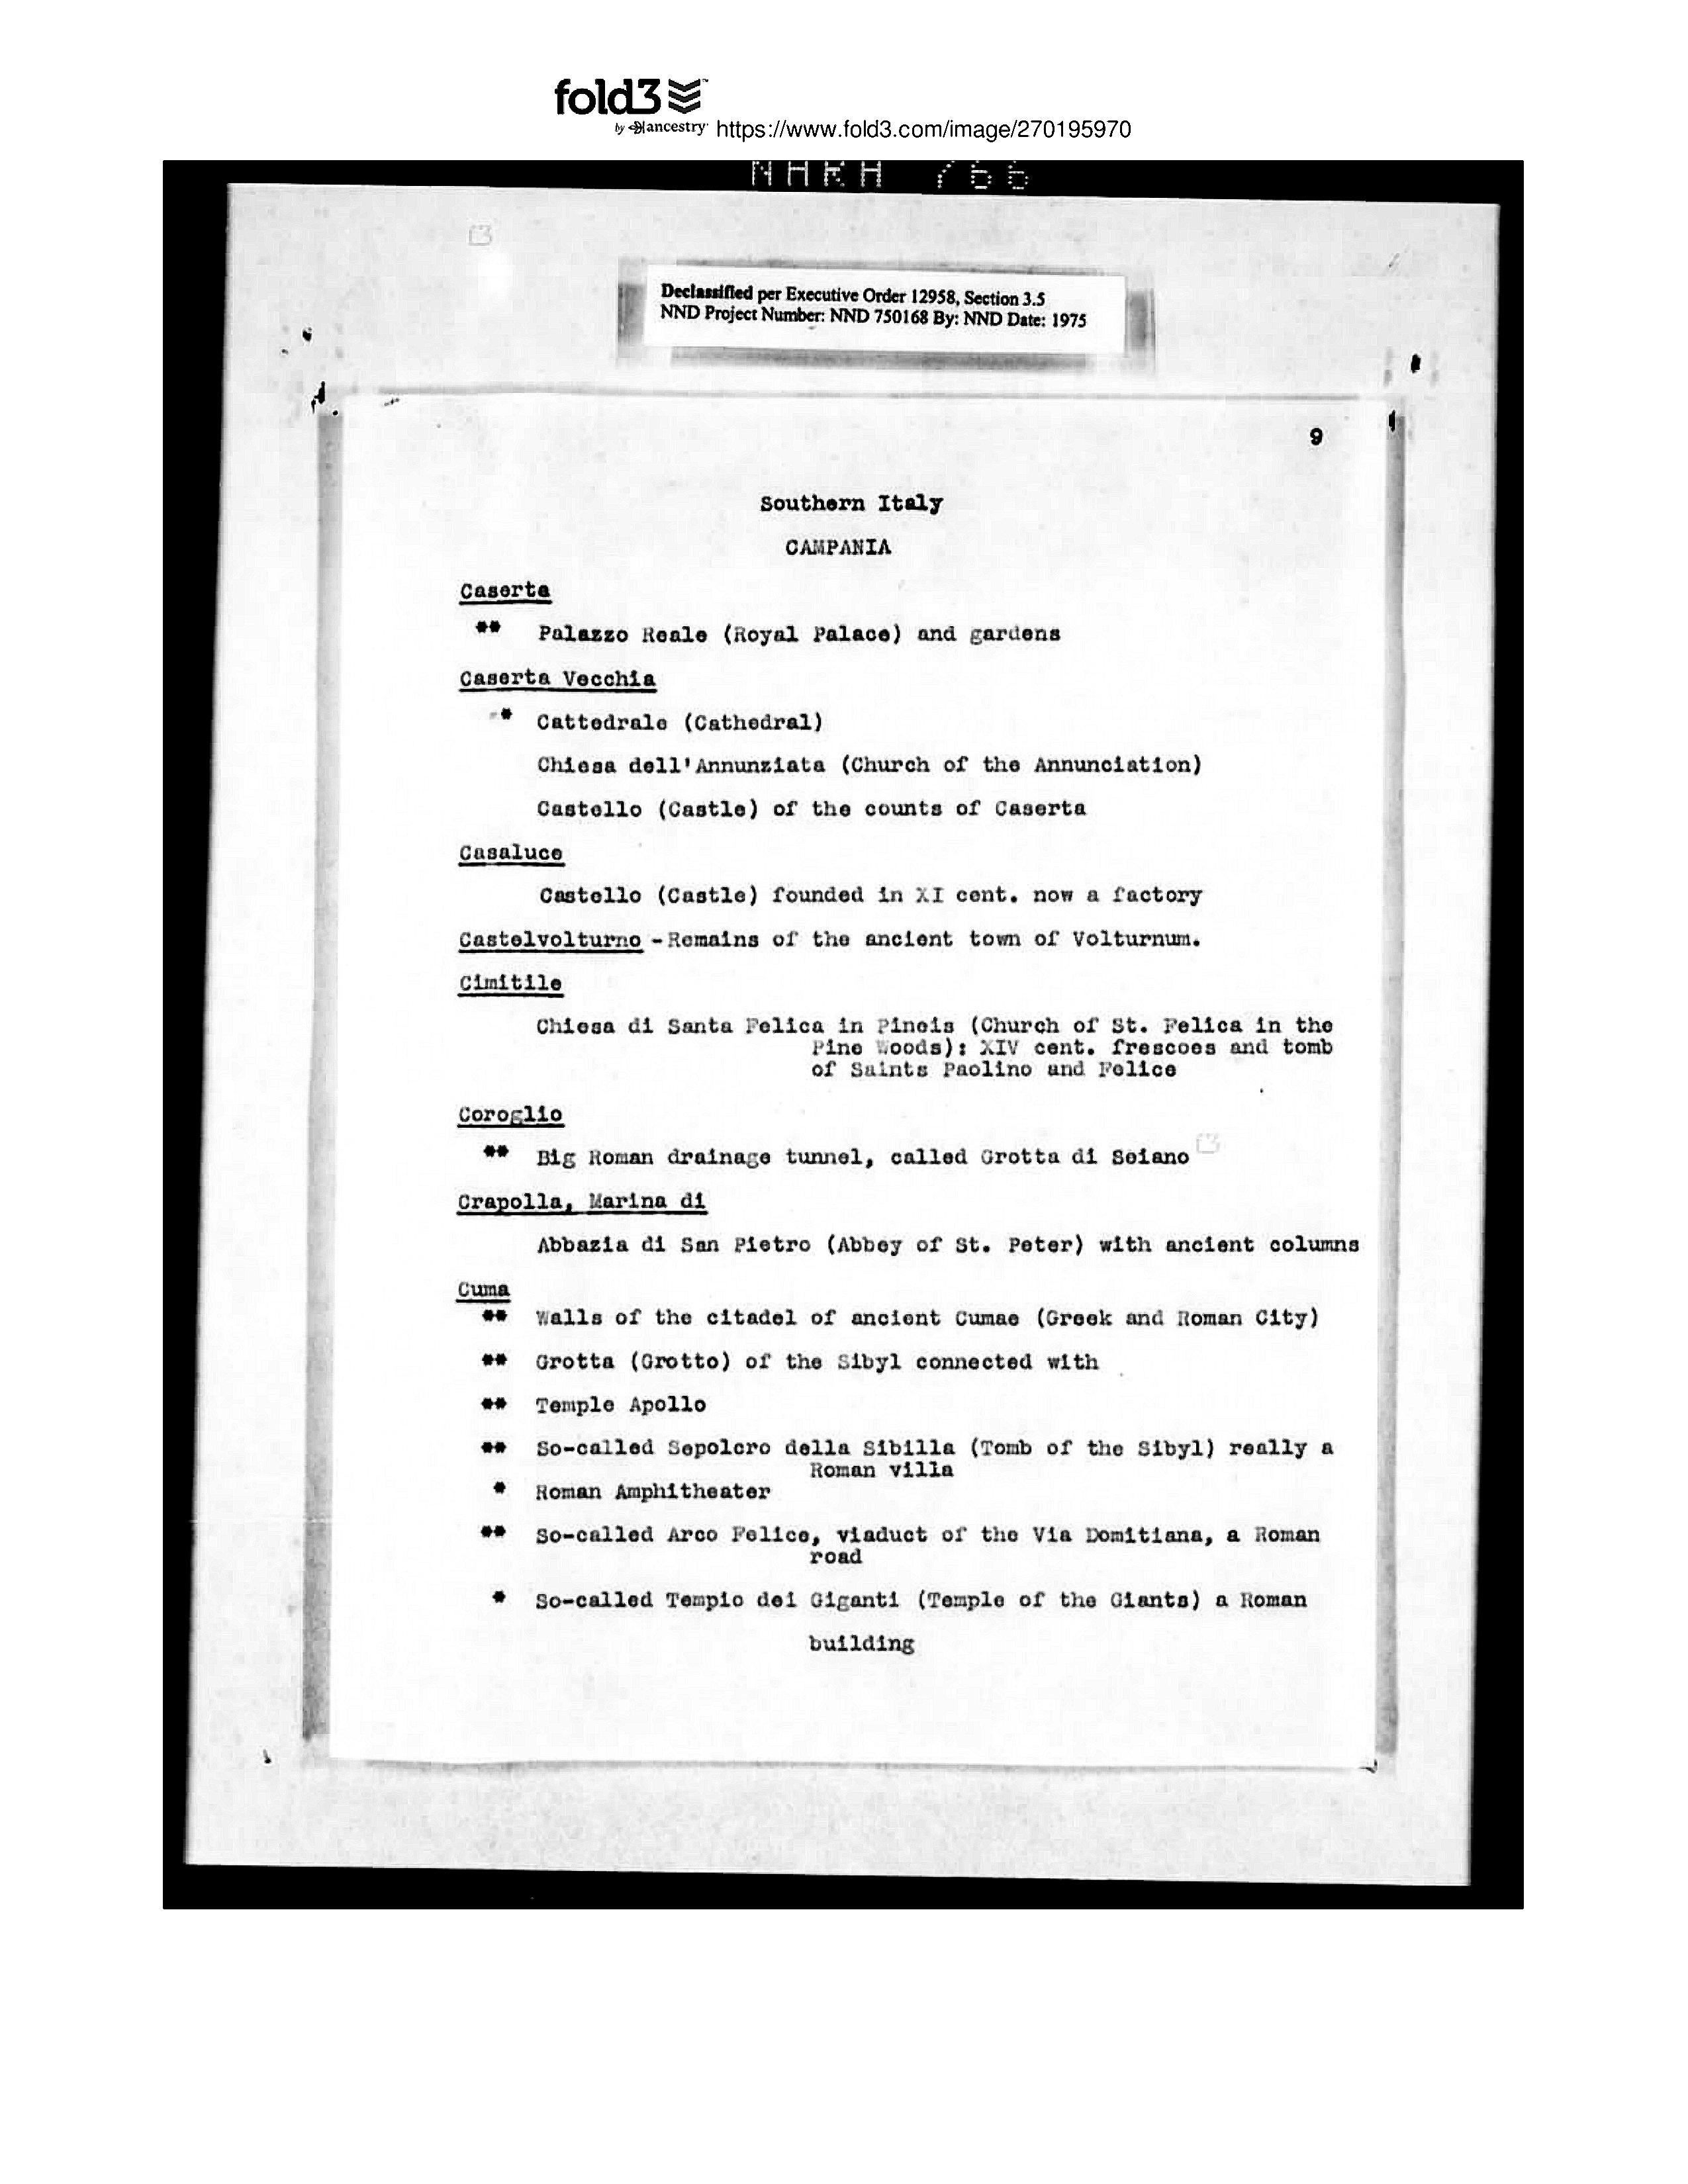 fold3
by ancestry https://www.fold3.com/image/270195970
NARA 766
Declassified per Executive Order 12958, Section 3.5
NND Project Number: NND 750168 By: NND Date: 1975
9
Southern Italy
CAMPANIA
Caserta
** Palazzo Reale (Royal Palace) and gardens
Caserta Vecchia
* Cattedrale (Cathedral)
Chiesa dell'Annunziata (Church of the Annunciation)
Castello (Castle) of the counts of Caserta
Casaluce
Castello (Castle) founded in XI cent. now a factory
Castelvolturno - Remains of the ancient town of Volturnum.
Cimitile
Chiesa di Santa Felica in Pineis (Church of St. Felica in the
Pine Woods): XIV cent. frescoes and tomb
of Saints Paolino and Felice
Coroglio
** Big Roman drainage tunnel, called Grotta di Seiano
Crapolla, Marina di
Abbazia di San Pietro (Abbey of St. Peter) with ancient columns
Cuma
** Walls of the citadel of ancient Cumae (Greek and Roman City)
** Grotta (Grotto) of the Sibyl connected with
** Temple Apollo
** So-called Sepolcro della Sibilla (Tomb of the Sibyl) really a
Roman villa
* Roman Amphitheater
** So-called Arco Felice, viaduct of the Via Domitiana, a Roman
road
* So-called Tempio dei Giganti (Temple of the Giants) a Roman
building